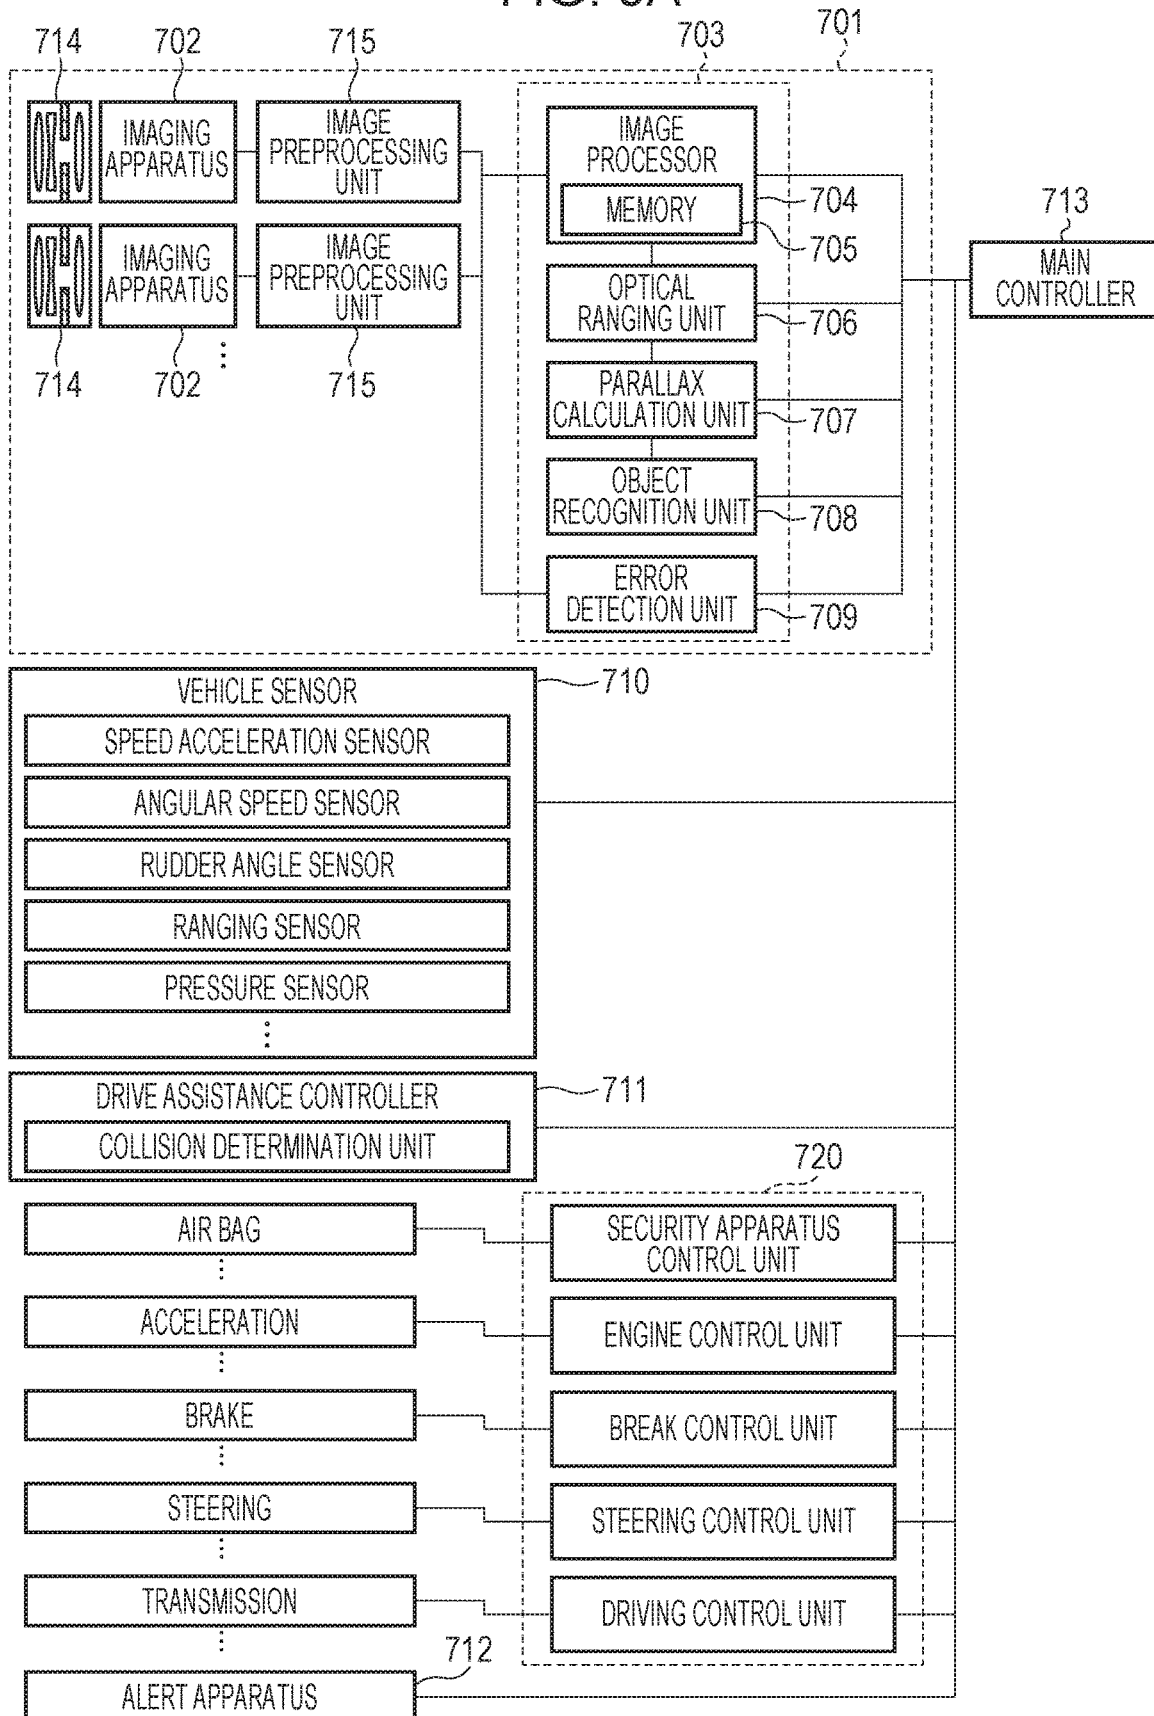 714
702
715
703
701
IMAGING
APPARATUS
IMAGE
PREPROCESSING
UNIT
IMAGE
PROCESSOR
MEMORY
704
705
713
MAIN
CONTROLLER
IMAGING
APPARATUS
IMAGE
PREPROCESSING
UNIT
714
702
715
OPTICAL
RANGING UNIT
706
PARALLAX
CALCULATION UNIT
707
OBJECT
RECOGNITION UNIT
708
ERROR
DETECTION UNIT
709
VEHICLE SENSOR
710
SPEED ACCELERATION SENSOR
ANGULAR SPEED SENSOR
RUDDER ANGLE SENSOR
RANGING SENSOR
PRESSURE SENSOR
DRIVE ASSISTANCE CONTROLLER
711
COLLISION DETERMINATION UNIT
720
AIR BAG
SECURITY APPARATUS
CONTROL UNIT
ACCELERATION
ENGINE CONTROL UNIT
BRAKE
BREAK CONTROL UNIT
STEERING
STEERING CONTROL UNIT
TRANSMISSION
DRIVING CONTROL UNIT
712
ALERT APPARATUS